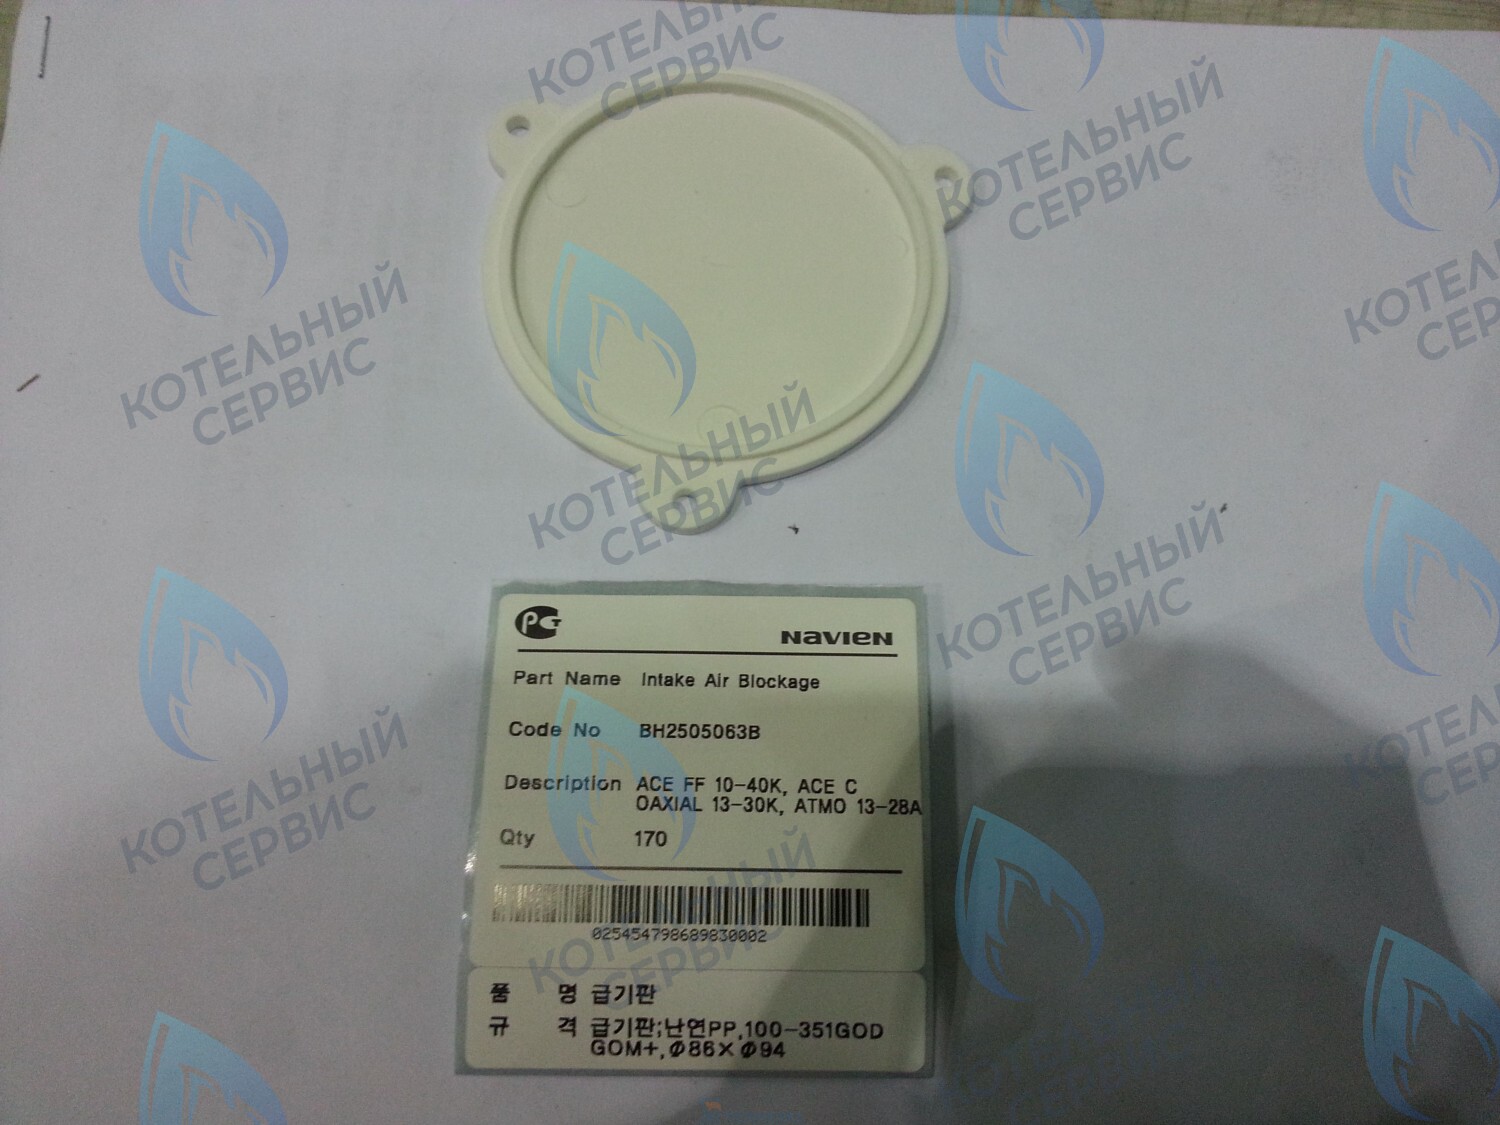 РСТ
NAVIEN
Part Name Intake Air Blockage
Code No BH2505063B
Description ACE FF 10-40K, ACE C
OAXIAL 13-30K, ATMO 13-28A
Qty 170
025454798689830002
품 명 급기판
규 격 급기판;난연PP,100-351GOD
GOM+,Φ86×Φ94
КОТЕЛЬНЫЙ
СЕРВИС